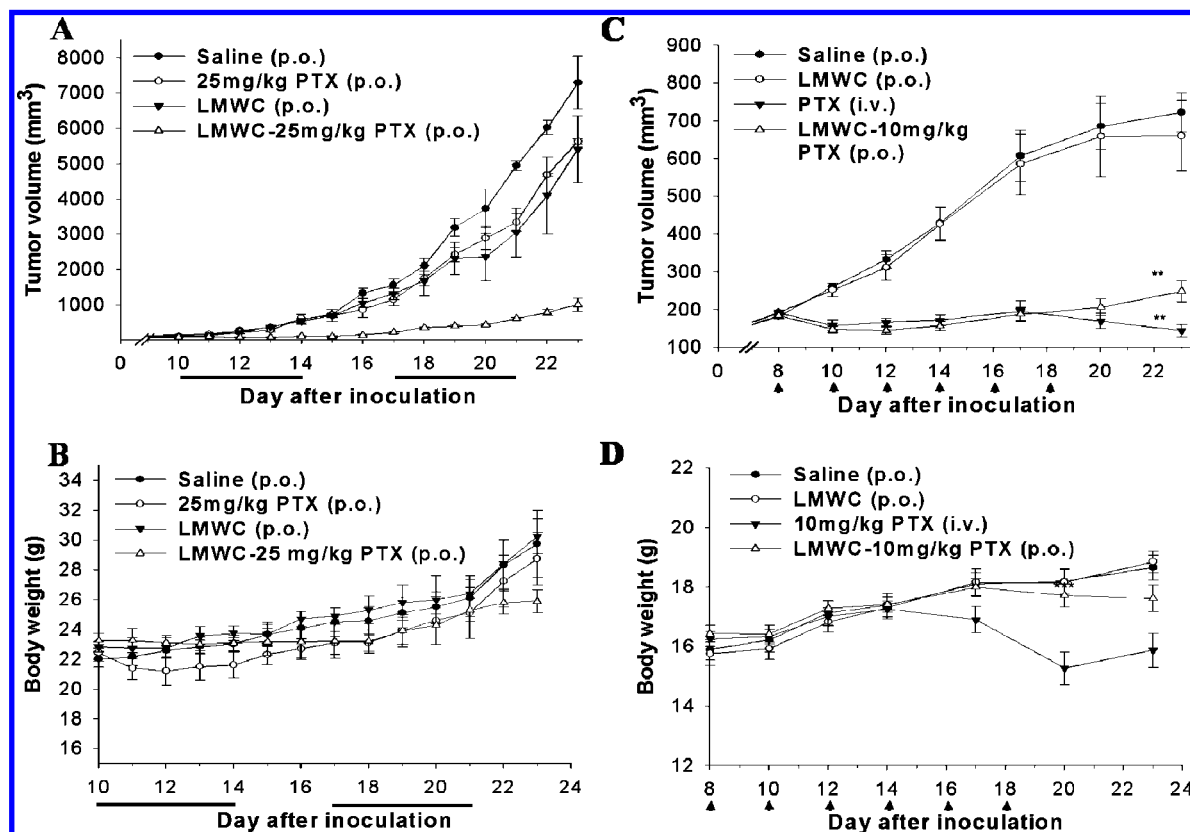 A
Saline (p.o.)
25mg/kg PTX (p.o.)
LMWC (p.o.)
LMWC-25mg/kg PTX (p.o.)
Tumor volume (mm3)
8000
7000
6000
5000
4000
3000
2000
1000
0 10 12 14 16 18 20 22
Day after inoculation
C
Saline (p.o.)
LMWC (p.o.)
PTX (i.v.)
LMWC-10mg/kg
PTX (p.o.)
Tumor volume (mm3)
900
800
700
600
500
400
300
200
100
**
**
0 8 10 12 14 16 18 20 22
Day after inoculation
B
Saline (p.o.)
25mg/kg PTX (p.o.)
LMWC (p.o.)
LMWC-25 mg/kg PTX (p.o.)
Body weight (g)
34
32
30
28
26
24
22
20
18
16
10 12 14 16 18 20 22 24
Day after inoculation
D
Saline (p.o.)
LMWC (p.o.)
10mg/kg PTX (i.v.)
LMWC-10mg/kg PTX (p.o.)
Body weight (g)
22
20
18
16
14
12
8 10 12 14 16 18 20 22 24
Day after inoculation